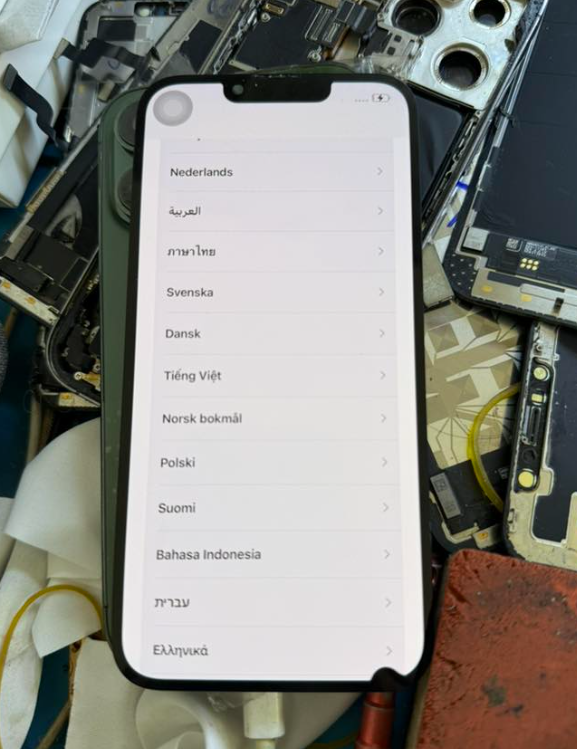 Nederlands
العربية
ภาษาไทย
Svenska
Dansk
Tiếng Việt
Norsk bokmål
Polski
Suomi
Bahasa Indonesia
עברית
Ελληνικά